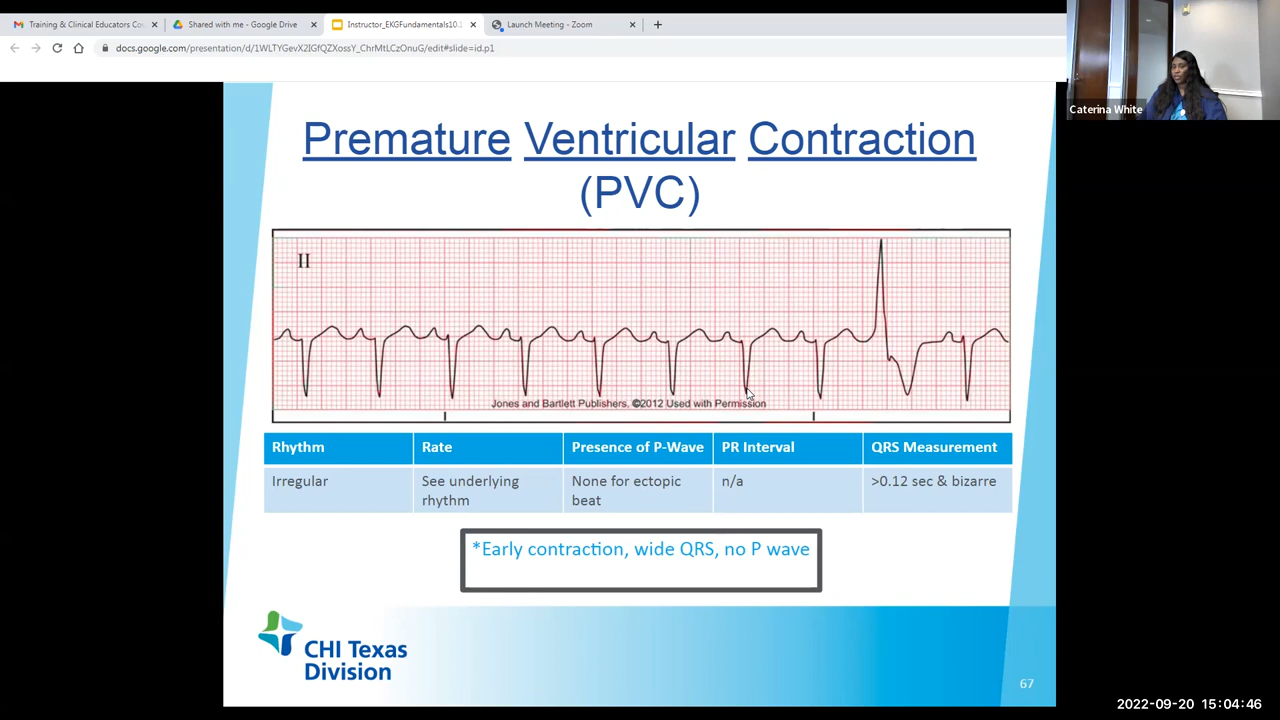 Training & Clinical Educators Co
Shared with me - Google Drive
Instructor_EKGFundamentals10.1
Launch Meeting - Zoom
docs.google.com/presentation/d/1WLTYGevX2IGfQZXossY_ChrMtLCzOnuG/edit#slide=id.p1
Caterina White
Premature Ventricular Contraction
(PVC)
II
Jones and Bartlett Publishers. ©2012 Used with Permission
Rhythm Rate Presence of P-Wave PR Interval QRS Measurement
Irregular See underlying None for ectopic n/a >0.12 sec & bizarre
rhythm beat
*Early contraction, wide QRS, no P wave
CHI Texas
Division
67
2022-09-20 15:04:46